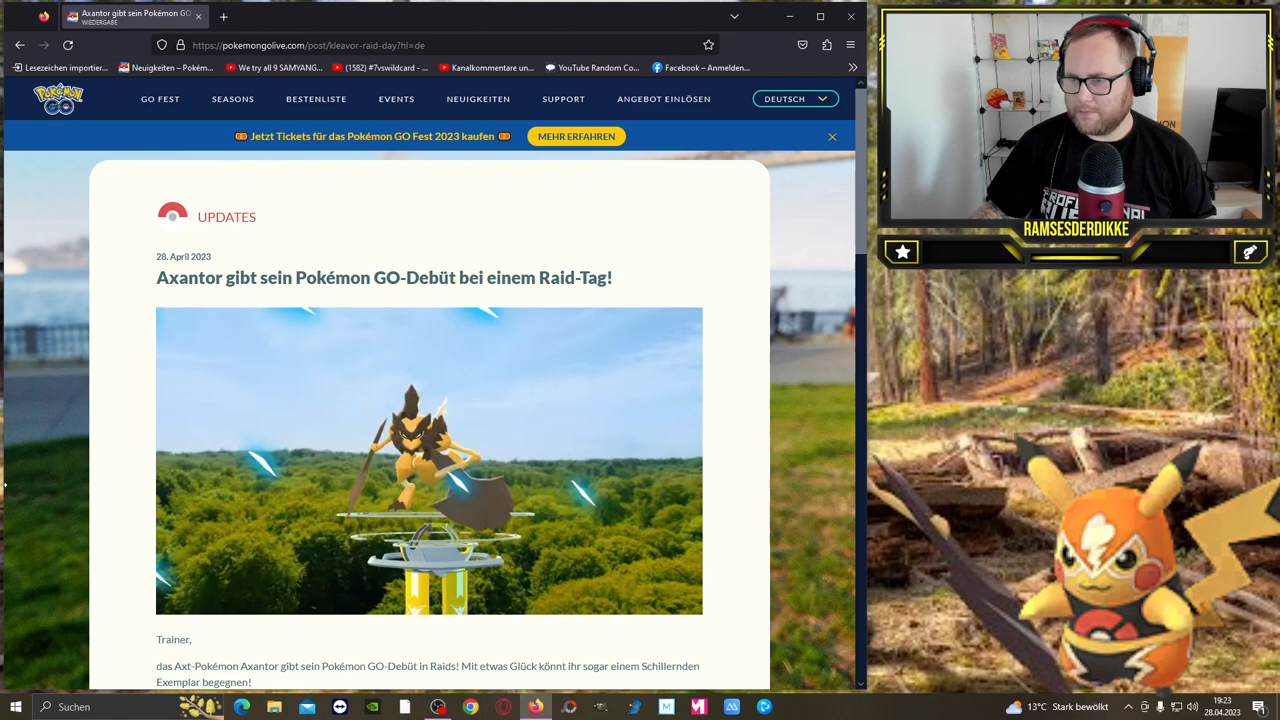 Axantor gibt sein Pokémon GO-
WIEDERGABE
https://pokemongolive.com/post/kleavor-raid-day?hl=de
Lesezeichen importier...
Neuigkeiten – Pokém...
We try all 9 SAMYANG...
(1582) #7vswildcard - ...
Kanalkommentare un...
YouTube Random Co...
Facebook – Anmelden...
POKÉMON GO
GO FEST
SEASONS
BESTENLISTE
EVENTS
NEUIGKEITEN
SUPPORT
ANGEBOT EINLÖSEN
DEUTSCH
Jetzt Tickets für das Pokémon GO Fest 2023 kaufen
MEHR ERFAHREN
UPDATES
28. April 2023
Axantor gibt sein Pokémon GO-Debüt bei einem Raid-Tag!
Trainer,
das Axt-Pokémon Axantor gibt sein Pokémon GO-Debüt in Raids! Mit etwas Glück könnt ihr sogar einem Schillernden
Exemplar begegnen!
RAMSESDERDIKKE
Suchen
13°C Stark bewölkt
19:23
28.04.2023